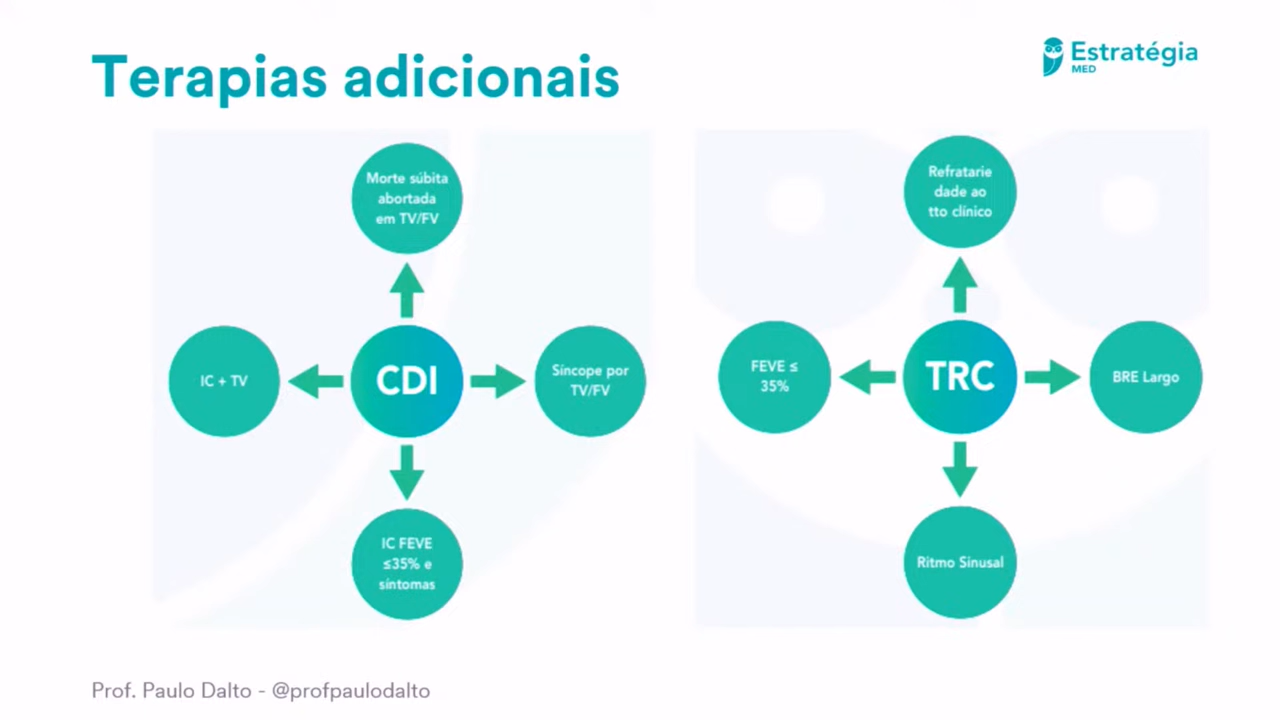 Terapias adicionais
Estratégia
MED
Morte súbita
abortada
em TV/FV
IC + TV
CDI
Síncope por
TV/FV
IC FEVE
≤35% e
síntomas
Refratarie
dade ao
tto clínico
FEVE ≤
35%
TRC
BRE Largo
Ritmo Sinusal
Prof. Paulo Dalto - @profpaulodalto